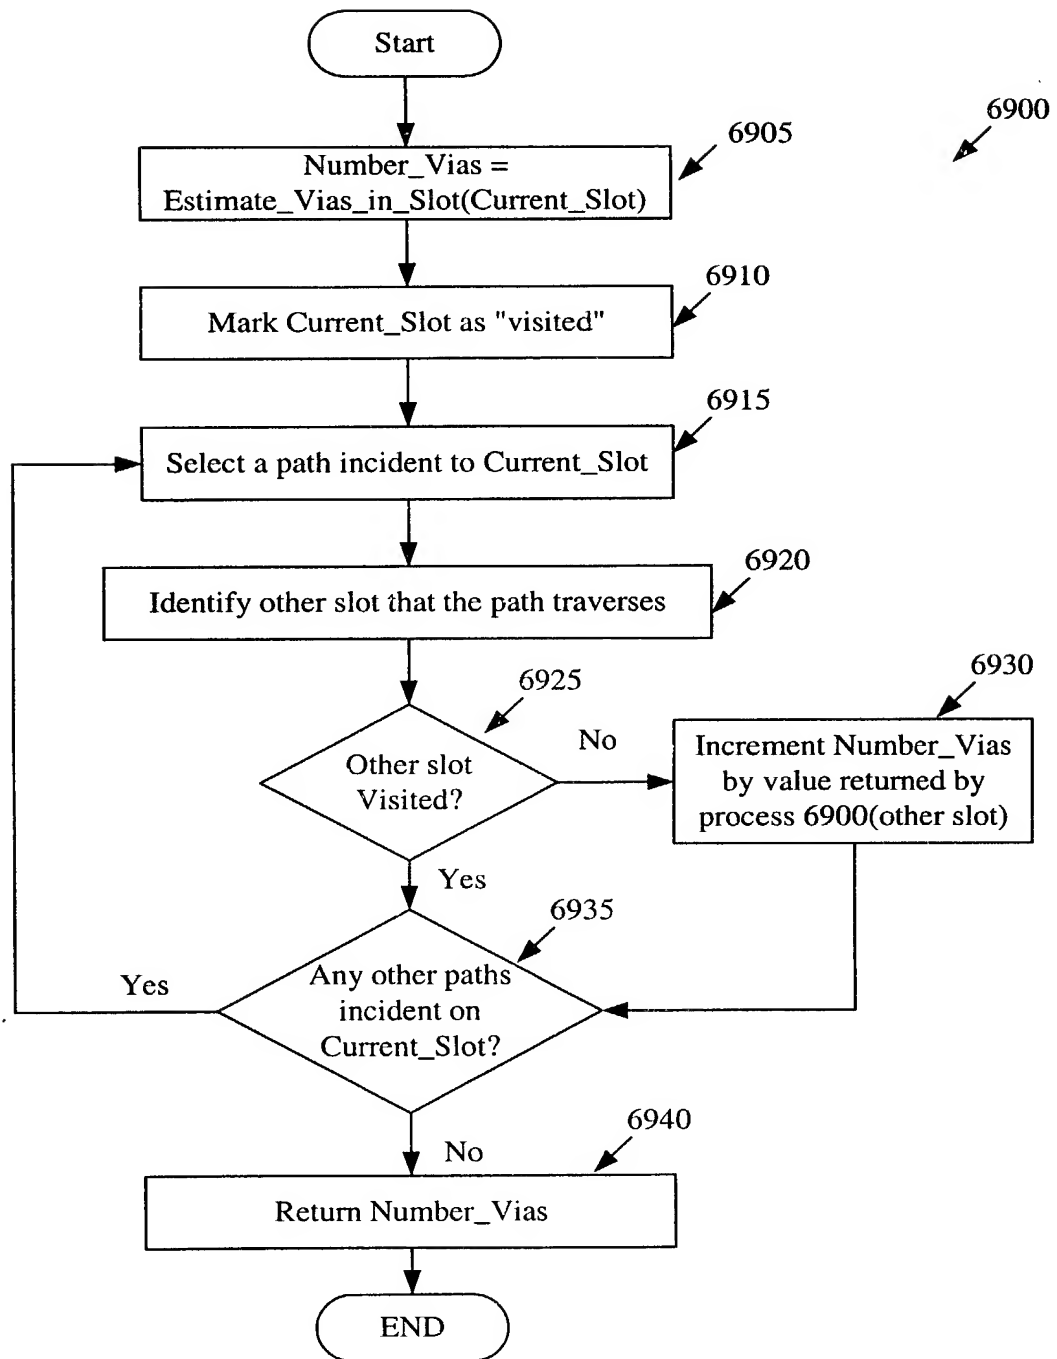 Start
6900
6905
Number_Vias =
Estimate_Vias_in_Slot(Current_Slot)
6910
Mark Current_Slot as "visited"
6915
Select a path incident to Current_Slot
6920
Identify other slot that the path traverses
6925
6930
Other slot
Visited?
No
Increment Number_Vias
by value returned by
process 6900(other slot)
Yes
6935
Yes
Any other paths
incident on
Current_Slot?
No
6940
Return Number_Vias
END